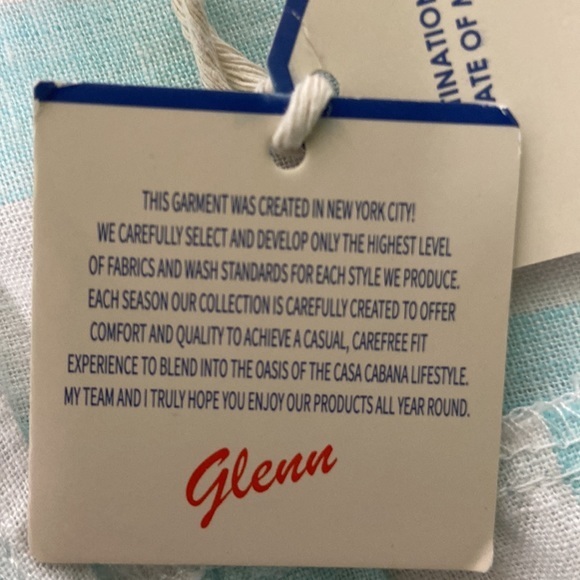 THIS GARMENT WAS CREATED IN NEW YORK CITY!
WE CAREFULLY SELECT AND DEVELOP ONLY THE HIGHEST LEVEL
OF FABRICS AND WASH STANDARDS FOR EACH STYLE WE PRODUCE.
EACH SEASON OUR COLLECTION IS CAREFULLY CREATED TO OFFER
COMFORT AND QUALITY TO ACHIEVE A CASUAL, CAREFREE FIT
EXPERIENCE TO BLEND INTO THE OASIS OF THE CASA CABANA LIFESTYLE.
MY TEAM AND I TRULY HOPE YOU ENJOY OUR PRODUCTS ALL YEAR ROUND.
Glenn